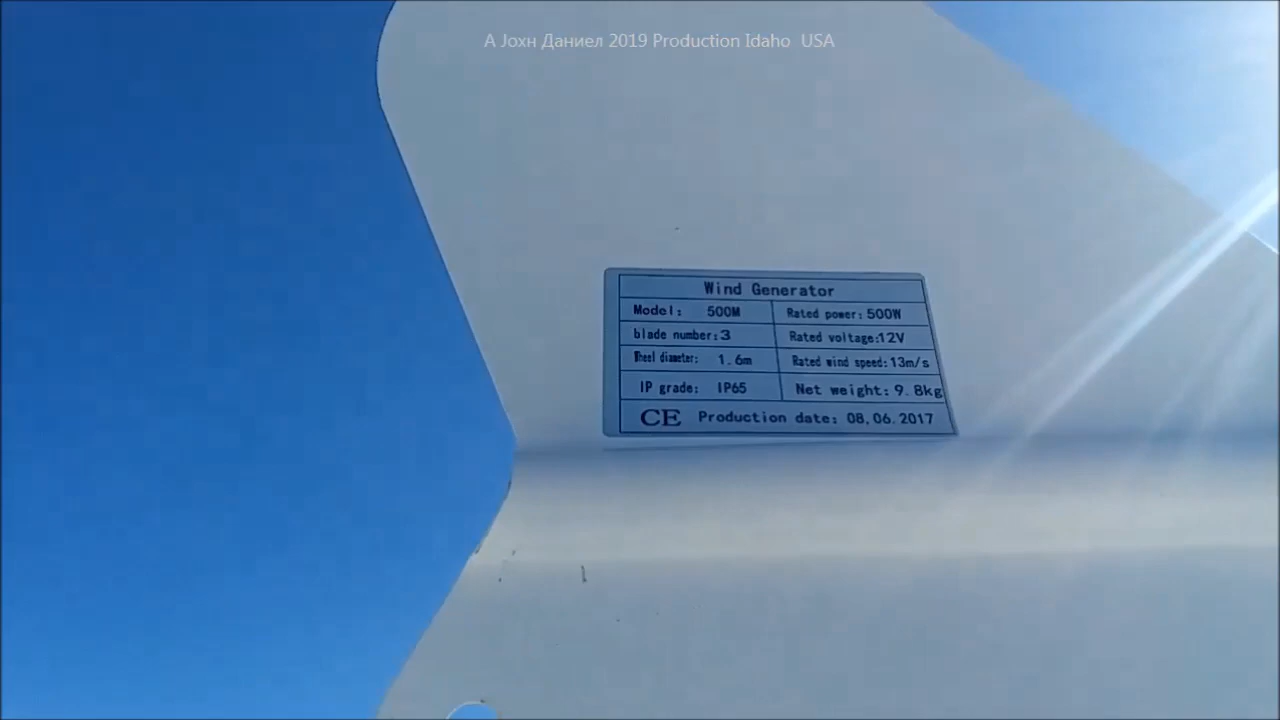 А Јохн Даниел 2019 Production Idaho USA
Wind Generator
Model: 500M
Rated power: 500W
blade number:3
Rated voltage:12V
Wheel diameter: 1.6m
Rated wind speed:13m/s
IP grade: IP65
Net weight: 9.8kg
CE Production date: 08,06.2017